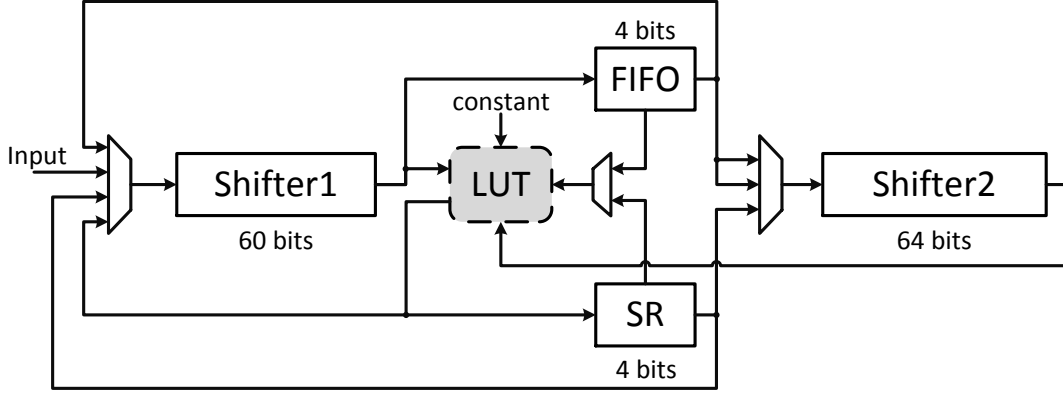 4 bits
FIFO
constant
Input
Shifter1
LUT
Shifter2
60 bits
64 bits
SR
4 bits